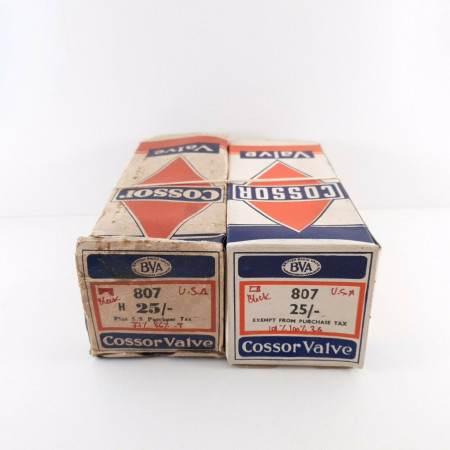 Valve
COSSOR
BVA
807
U.S.A
Black
H 25/-
Plus 5/5 Purchase Tax
Cossor Valve
Valve
COSSOR
BVA
807
U.S.A
Black
25/-
EXEMPT FROM PURCHASE TAX
Cossor Valve